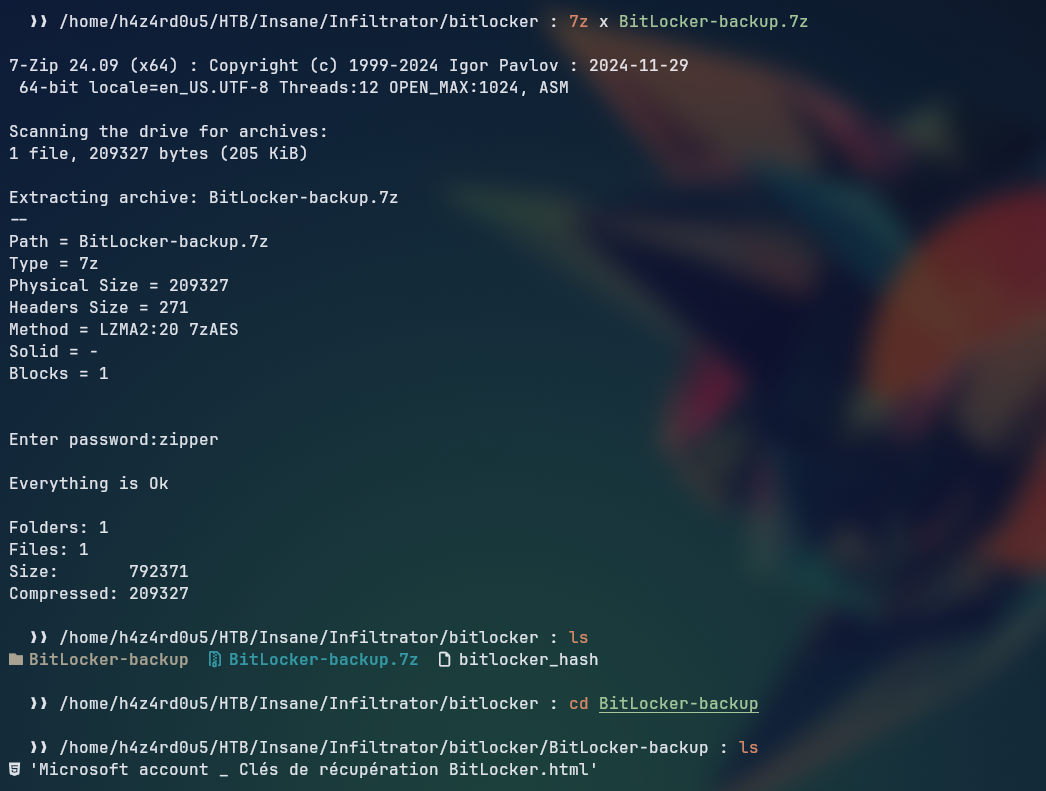 ❫❫ /home/h4z4rd0u5/HTB/Insane/Infiltrator/bitlocker : 7z x BitLocker-backup.7z
7-Zip 24.09 (x64) : Copyright (c) 1999-2024 Igor Pavlov : 2024-11-29
64-bit locale=en_US.UTF-8 Threads:12 OPEN_MAX:1024, ASM
Scanning the drive for archives:
1 file, 209327 bytes (205 KiB)
Extracting archive: BitLocker-backup.7z
--
Path = BitLocker-backup.7z
Type = 7z
Physical Size = 209327
Headers Size = 271
Method = LZMA2:20 7zAES
Solid = -
Blocks = 1
Enter password:zipper
Everything is Ok
Folders: 1
Files: 1
Size:       792371
Compressed: 209327
❫❫ /home/h4z4rd0u5/HTB/Insane/Infiltrator/bitlocker : ls
BitLocker-backup BitLocker-backup.7z bitlocker_hash
❫❫ /home/h4z4rd0u5/HTB/Insane/Infiltrator/bitlocker : cd BitLocker-backup
❫❫ /home/h4z4rd0u5/HTB/Insane/Infiltrator/bitlocker/BitLocker-backup : ls
'Microsoft account _ Clés de récupération BitLocker.html'